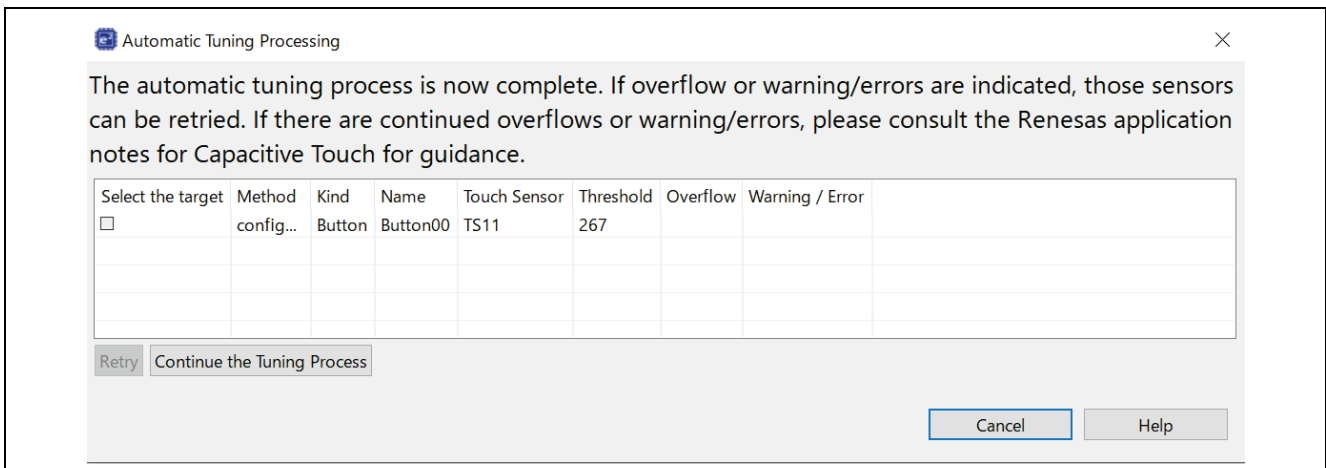 Automatic Tuning Processing
The automatic tuning process is now complete. If overflow or warning/errors are indicated, those sensors
can be retried. If there are continued overflows or warning/errors, please consult the Renesas application
notes for Capacitive Touch for guidance.
Select the target Method Kind Name Touch Sensor Threshold Overflow Warning / Error
config... Button Button00 TS11 267
Retry Continue the Tuning Process
Cancel Help